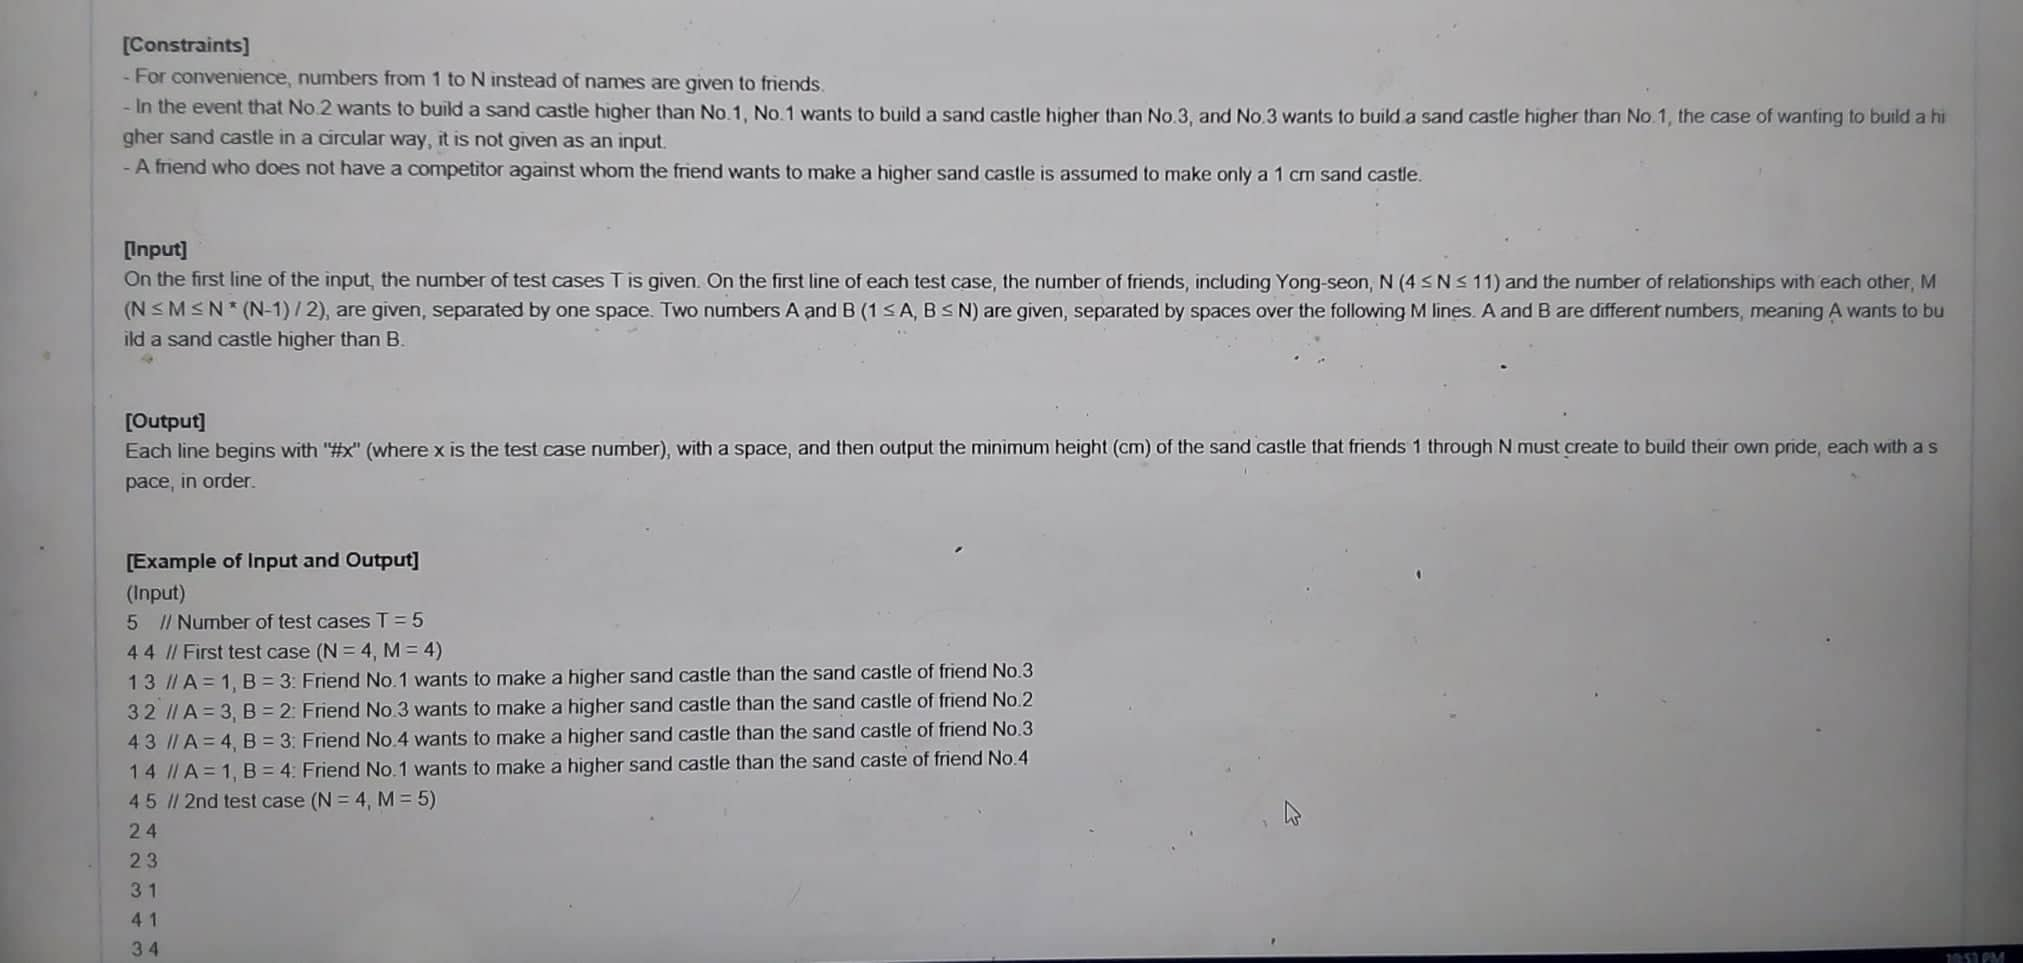 [Constraints]
- For convenience, numbers from 1 to N instead of names are given to friends.
- In the event that No.2 wants to build a sand castle higher than No.1, No.1 wants to build a sand castle higher than No.3, and No.3 wants to build a sand castle higher than No.1, the case of wanting to build a hi
gher sand castle in a circular way, it is not given as an input.
- A friend who does not have a competitor against whom the friend wants to make a higher sand castle is assumed to make only a 1 cm sand castle.
[Input]
On the first line of the input, the number of test cases T is given. On the first line of each test case, the number of friends, including Yong-seon, N (4 ≤ N ≤ 11) and the number of relationships with each other, M
(N ≤ M ≤ N * (N-1) / 2), are given, separated by one space. Two numbers A and B (1 ≤ A, B ≤ N) are given, separated by spaces over the following M lines. A and B are different numbers, meaning A wants to bu
ild a sand castle higher than B.
[Output]
Each line begins with "#x" (where x is the test case number), with a space, and then output the minimum height (cm) of the sand castle that friends 1 through N must create to build their own pride, each with a s
pace, in order.
[Example of Input and Output]
(Input)
5 // Number of test cases T = 5
4 4 // First test case (N = 4, M = 4)
1 3 // A = 1, B = 3: Friend No.1 wants to make a higher sand castle than the sand castle of friend No.3
3 2 // A = 3, B = 2: Friend No.3 wants to make a higher sand castle than the sand castle of friend No.2
4 3 // A = 4, B = 3: Friend No.4 wants to make a higher sand castle than the sand castle of friend No.3
1 4 // A = 1, B = 4: Friend No.1 wants to make a higher sand castle than the sand caste of friend No.4
4 5 // 2nd test case (N = 4, M = 5)
2 4
2 3
3 1
4 1
3 4
10:53 PM